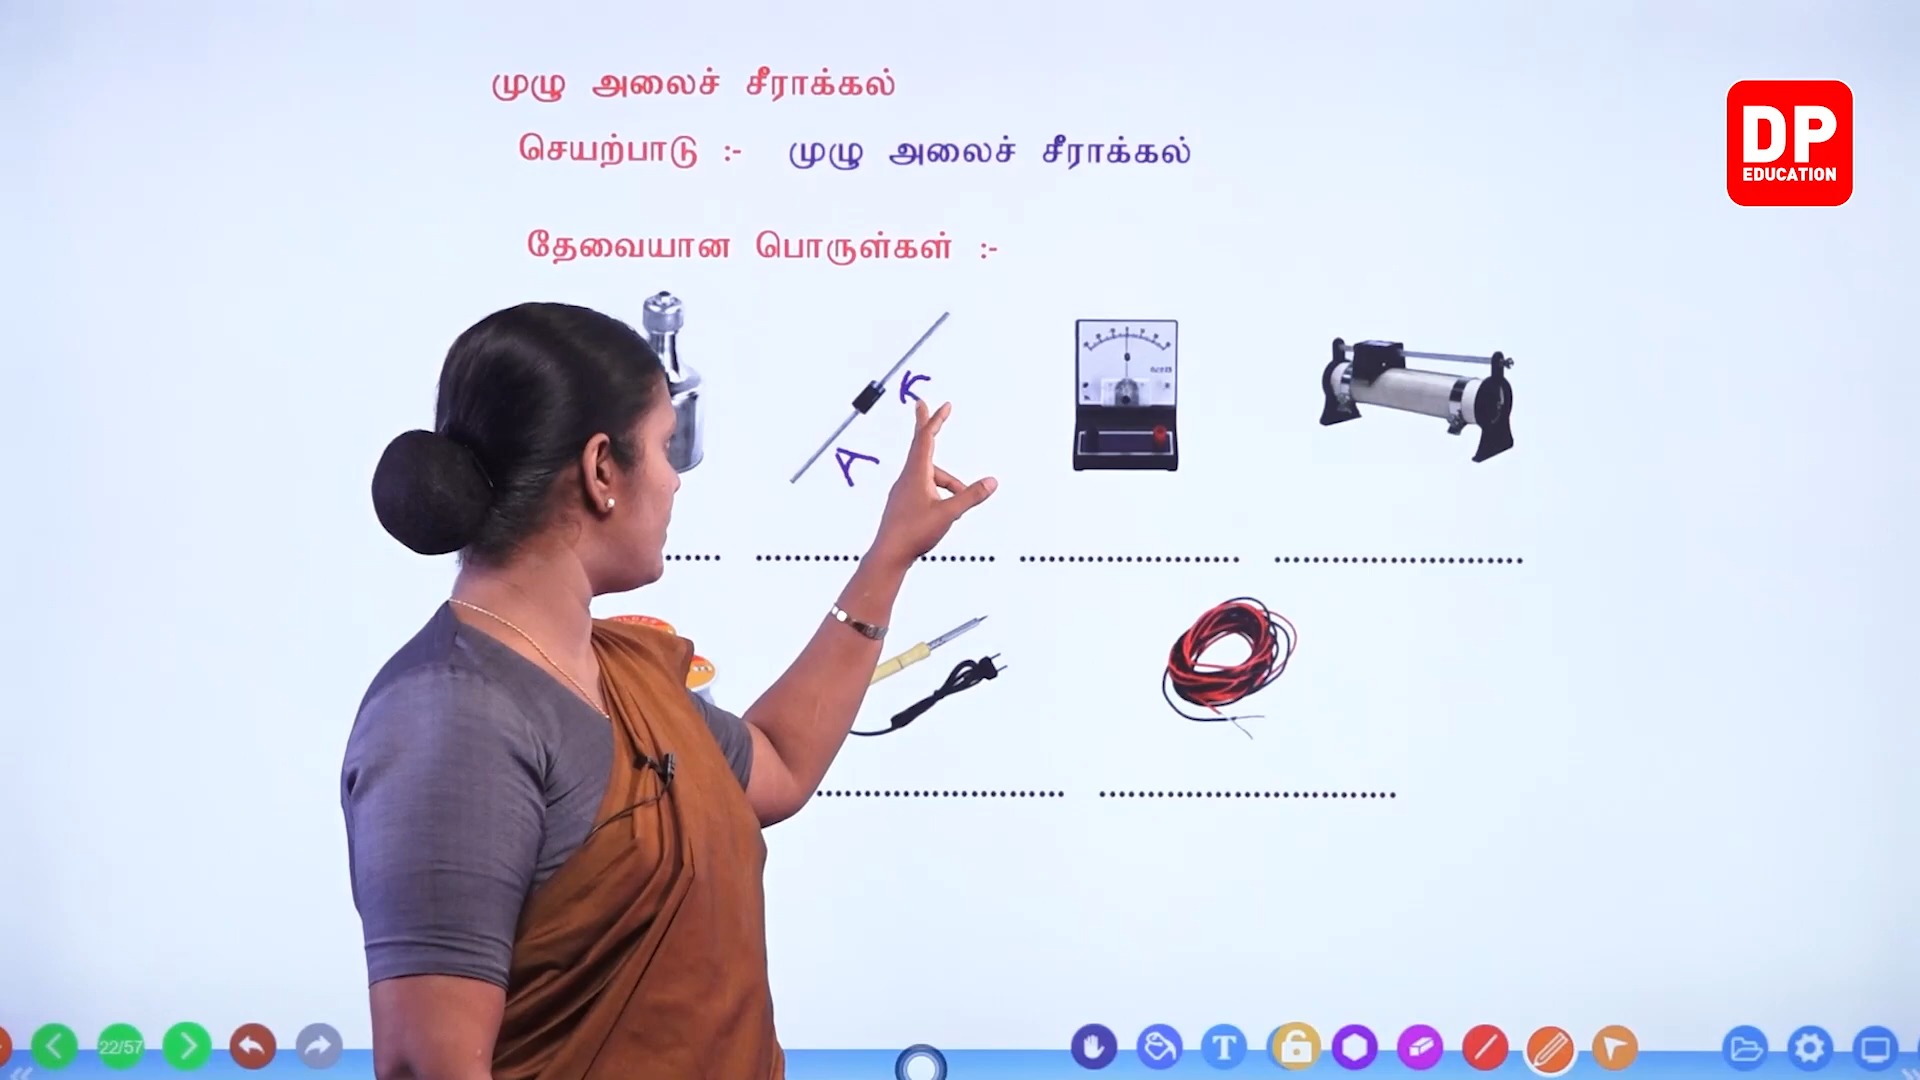 முழு அலைச் சீராக்கல்
DP
EDUCATION
செயற்பாடு :- முழு அலைச் சீராக்கல்
தேவையான பொருள்கள் :-
K
A
22/57
T